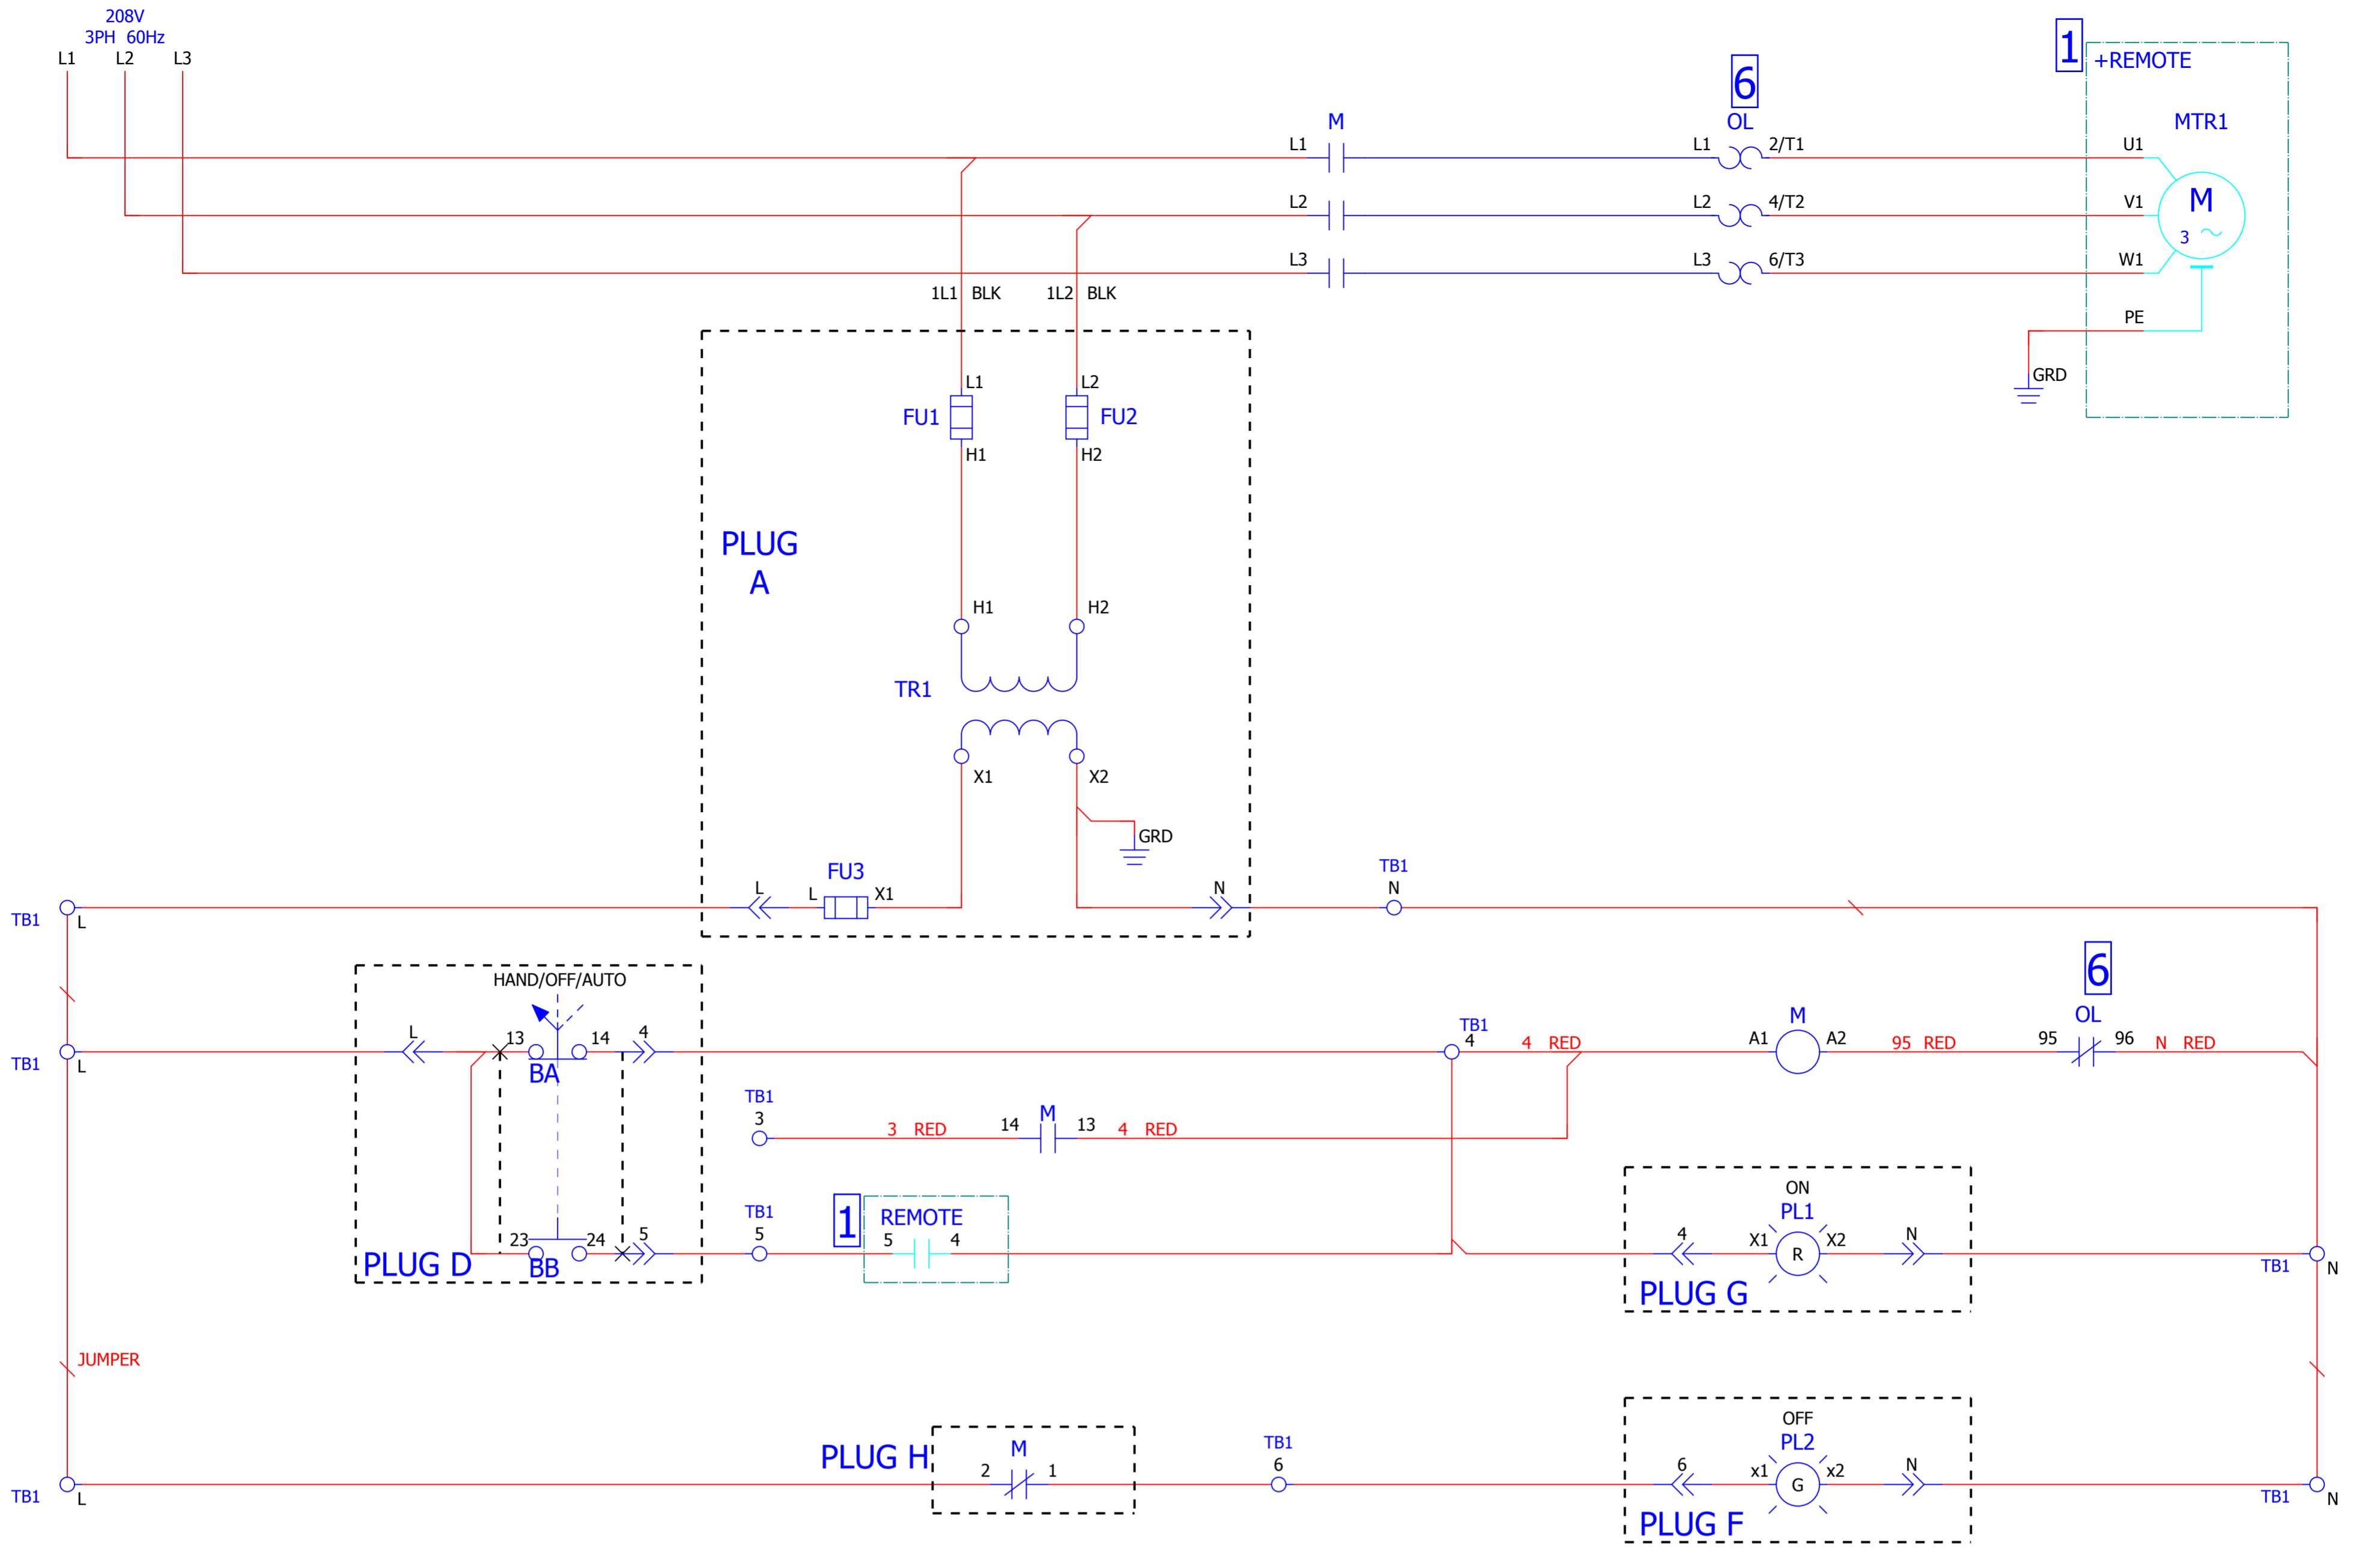 208V
3PH 60Hz
L1 L2 L3
1
+REMOTE
6
OL
M
MTR1
L1
L1
2/T1
U1
L2
L2
4/T2
V1
M
3
L3
L3
6/T3
W1
1L1 BLK
1L2 BLK
PE
GRD
L1
L2
FU1
FU2
H1
H2
PLUG
A
H1
H2
TR1
X1
X2
GRD
FU3
TB1
L
L
X1
N
N
TB1
L
HAND/OFF/AUTO
6
OL
M
TB1
L
13
14
4
4
4 RED
A1
A2
95 RED
95
96
N RED
TB1
L
BA
TB1
3
3 RED
14
M
13
4 RED
ON
PL1
TB1
5
1
REMOTE
5
4
23
24
5
4
X1
R
X2
N
PLUG D
BB
TB1
N
PLUG G
JUMPER
OFF
PL2
PLUG H
M
2
1
TB1
6
6
x1
G
x2
N
TB1
L
TB1
N
PLUG F